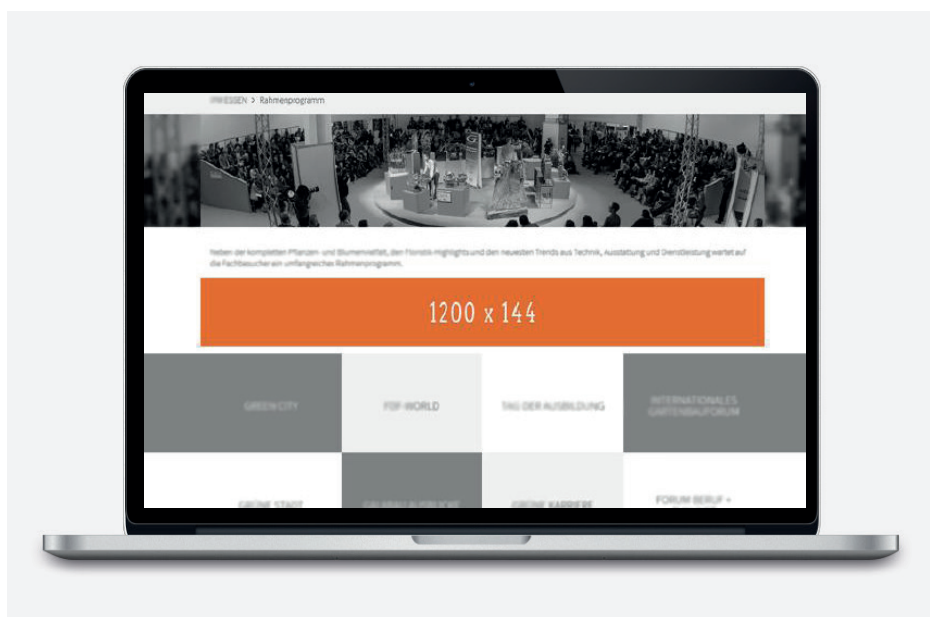 IPM ESSEN > Rahmenprogramm
Neben der kompletten Pflanzen- und Blumenvielfalt, den Floristik-Highlights und den neuesten Trends aus Technik, Ausstattung und Dienstleistung wartet auf
die Fachbesucher ein umfangreiches Rahmenprogramm.
1200 x 144
GREEN CITY
FDF-WORLD
TAG DER AUSBILDUNG
INTERNATIONALES
GARTENBAUFORUM
GRÜNE STADT
GRÜNE KARRIERE
FORUM BERUF +